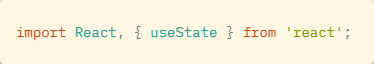 import React, { useState } from 'react';